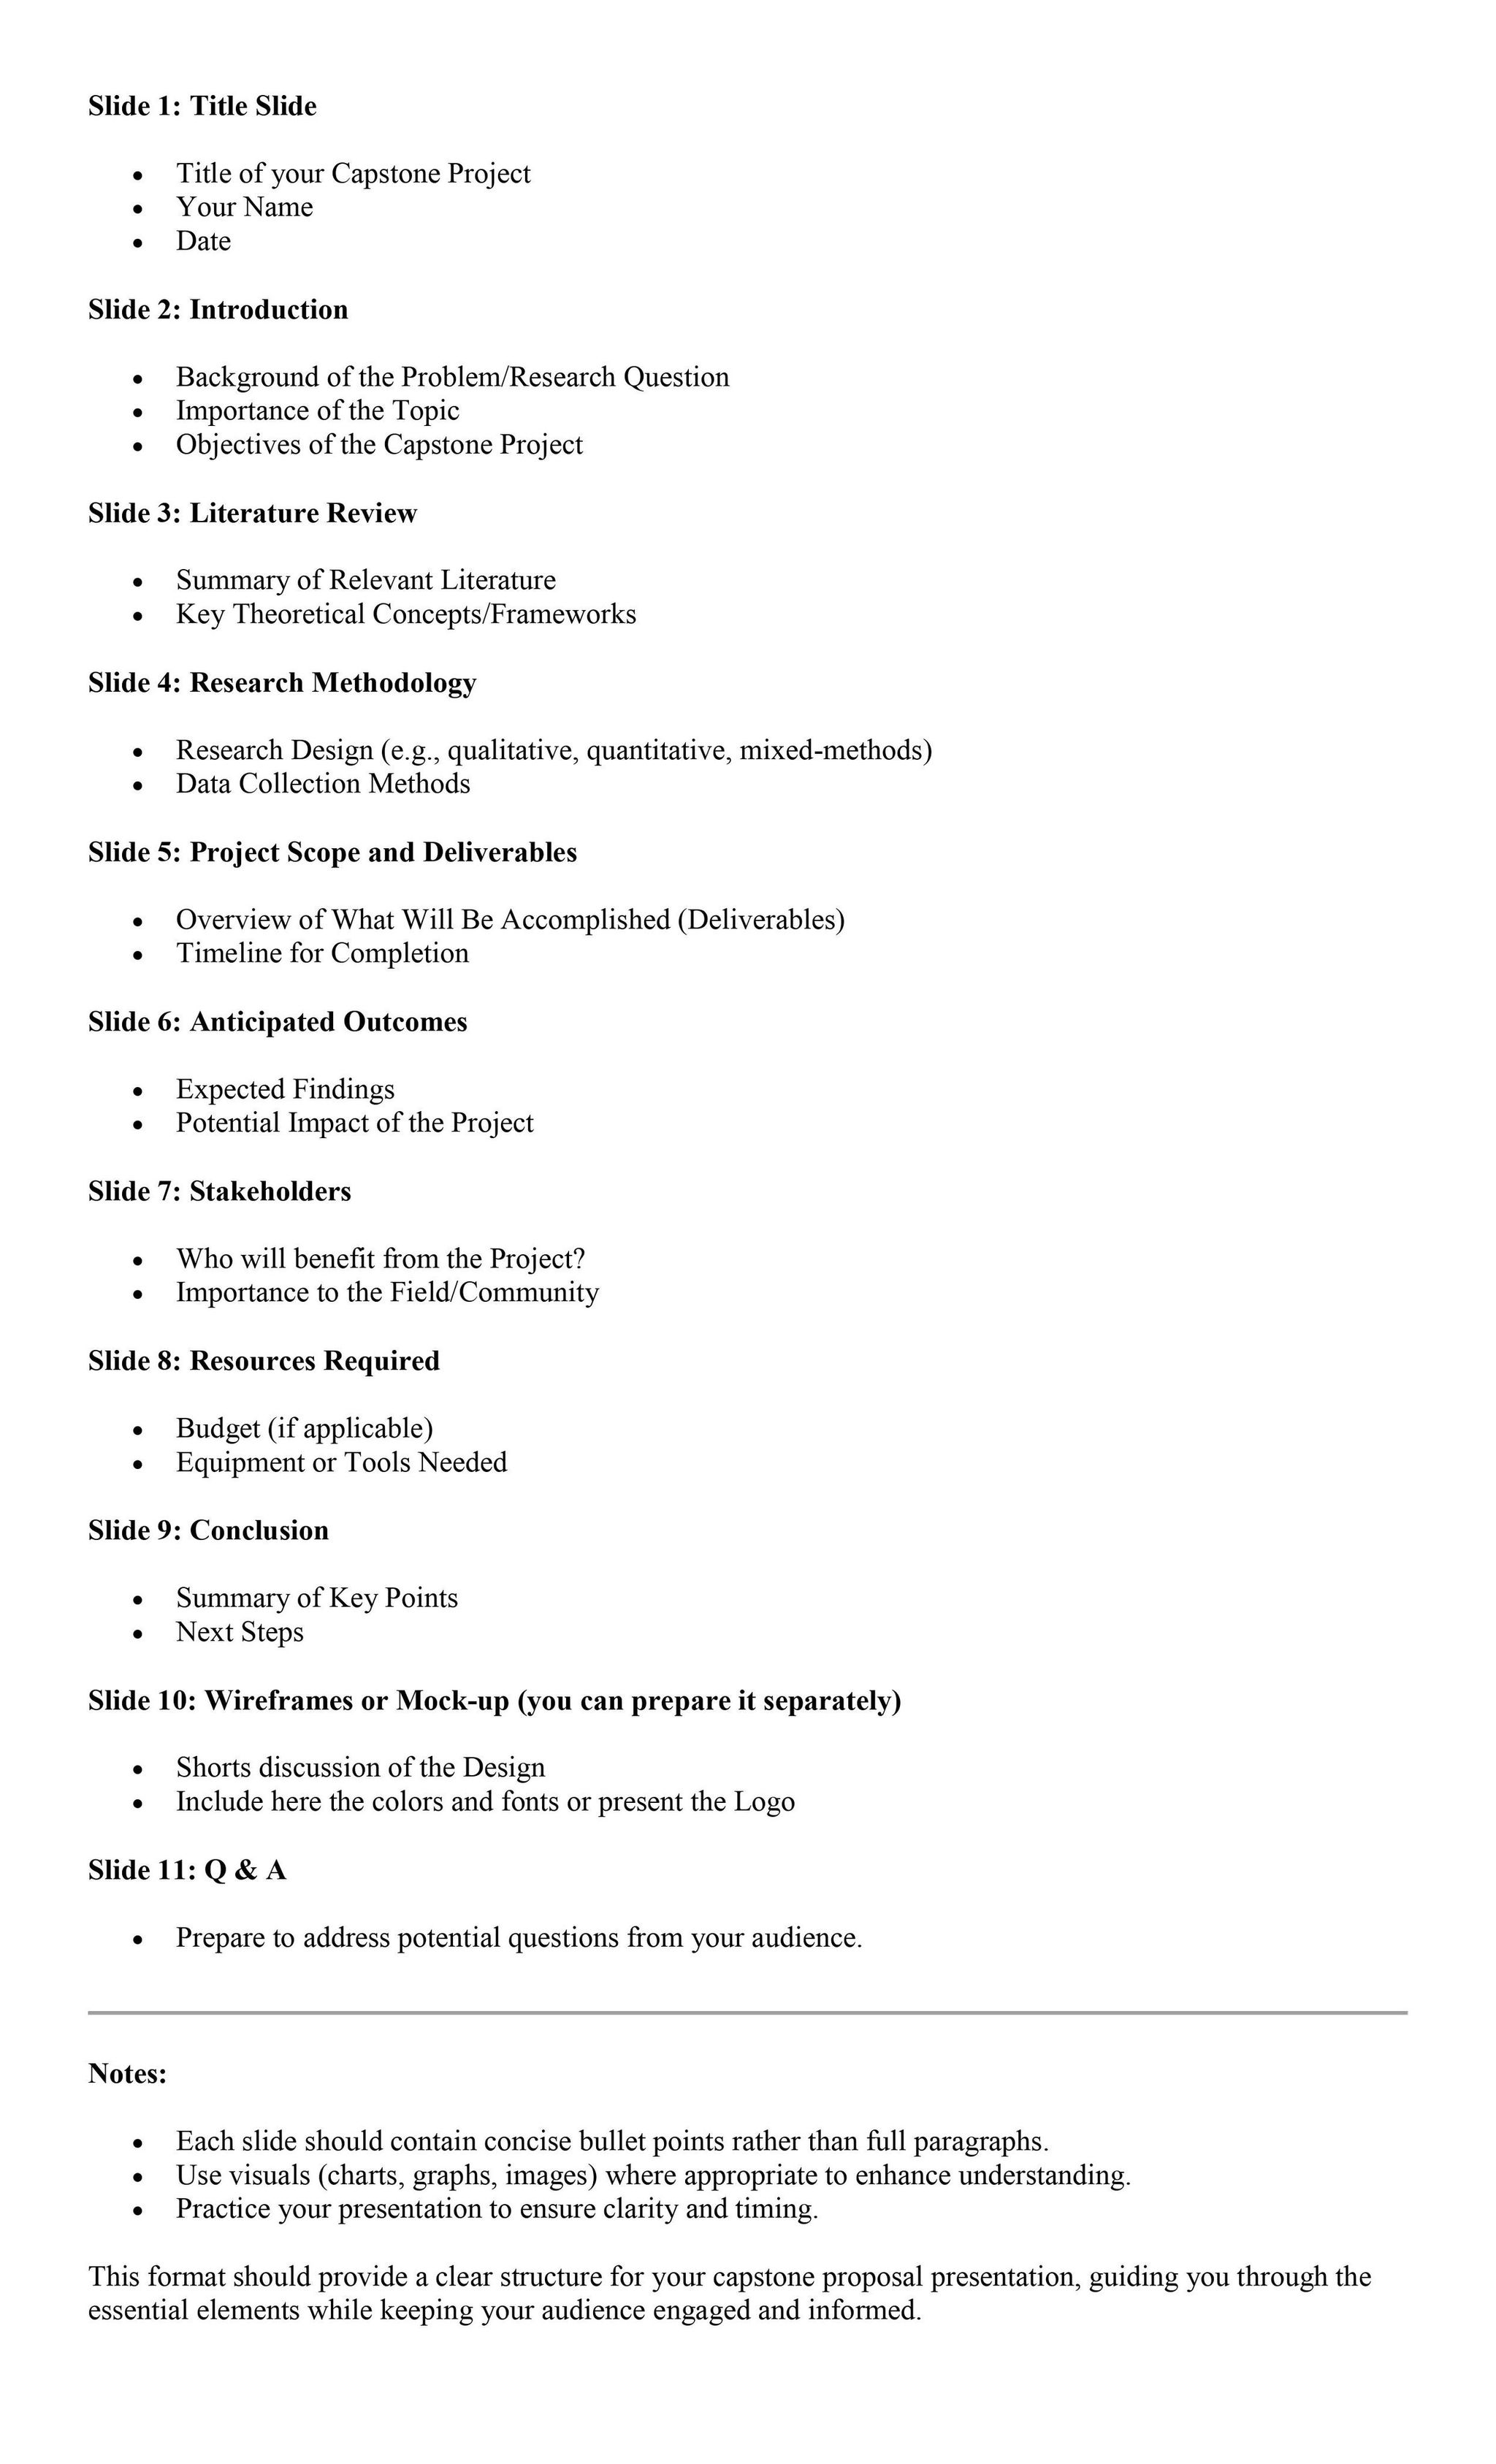 Slide 1: Title Slide
• Title of your Capstone Project
• Your Name
• Date
Slide 2: Introduction
• Background of the Problem/Research Question
• Importance of the Topic
• Objectives of the Capstone Project
Slide 3: Literature Review
• Summary of Relevant Literature
• Key Theoretical Concepts/Frameworks
Slide 4: Research Methodology
• Research Design (e.g., qualitative, quantitative, mixed-methods)
• Data Collection Methods
Slide 5: Project Scope and Deliverables
• Overview of What Will Be Accomplished (Deliverables)
• Timeline for Completion
Slide 6: Anticipated Outcomes
• Expected Findings
• Potential Impact of the Project
Slide 7: Stakeholders
• Who will benefit from the Project?
• Importance to the Field/Community
Slide 8: Resources Required
• Budget (if applicable)
• Equipment or Tools Needed
Slide 9: Conclusion
• Summary of Key Points
• Next Steps
Slide 10: Wireframes or Mock-up (you can prepare it separately)
• Shorts discussion of the Design
• Include here the colors and fonts or present the Logo
Slide 11: Q & A
• Prepare to address potential questions from your audience.
Notes:
• Each slide should contain concise bullet points rather than full paragraphs.
• Use visuals (charts, graphs, images) where appropriate to enhance understanding.
• Practice your presentation to ensure clarity and timing.
This format should provide a clear structure for your capstone proposal presentation, guiding you through the
essential elements while keeping your audience engaged and informed.